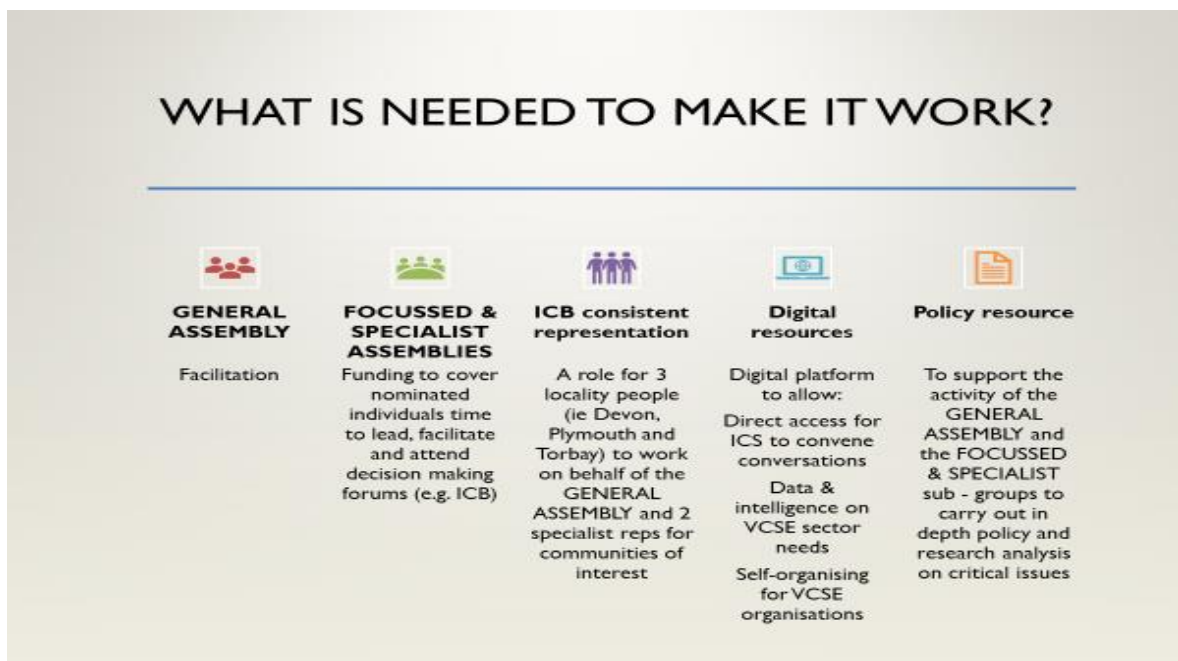 WHAT IS NEEDED TO MAKE IT WORK?
GENERAL
ASSEMBLY
Facilitation
FOCUSSED &
SPECIALIST
ASSEMBLIES
Funding to cover
nominated
individuals time
to lead, facilitate
and attend
decision making
forums (e.g. ICB)
ICB consistent
representation
A role for 3
locality people
(ie Devon,
Plymouth and
Torbay) to work
on behalf of the
GENERAL
ASSEMBLY and 2
specialist reps for
communities of
interest
Digital
resources
Digital platform
to allow:
Direct access for
ICS to convene
conversations
Data &
intelligence on
VCSE sector
needs
Self-organising
for VCSE
organisations
Policy resource
To support the
activity of the
GENERAL
ASSEMBLY and
the FOCUSSED
& SPECIALIST
sub - groups to
carry out in
depth policy and
research analysis
on critical issues